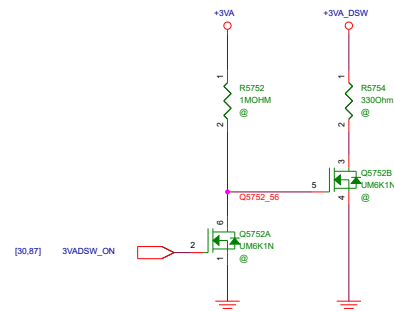 +3VA
+3VA_DSW
1
R5752
1MOHM
@
2
1
R5754
330Ohm
@
2
3
Q5752B
UM6K1N
@
5
4
Q5752_56
6
Q5752A
UM6K1N
@
2
1
[30,87]
3VADSW_ON